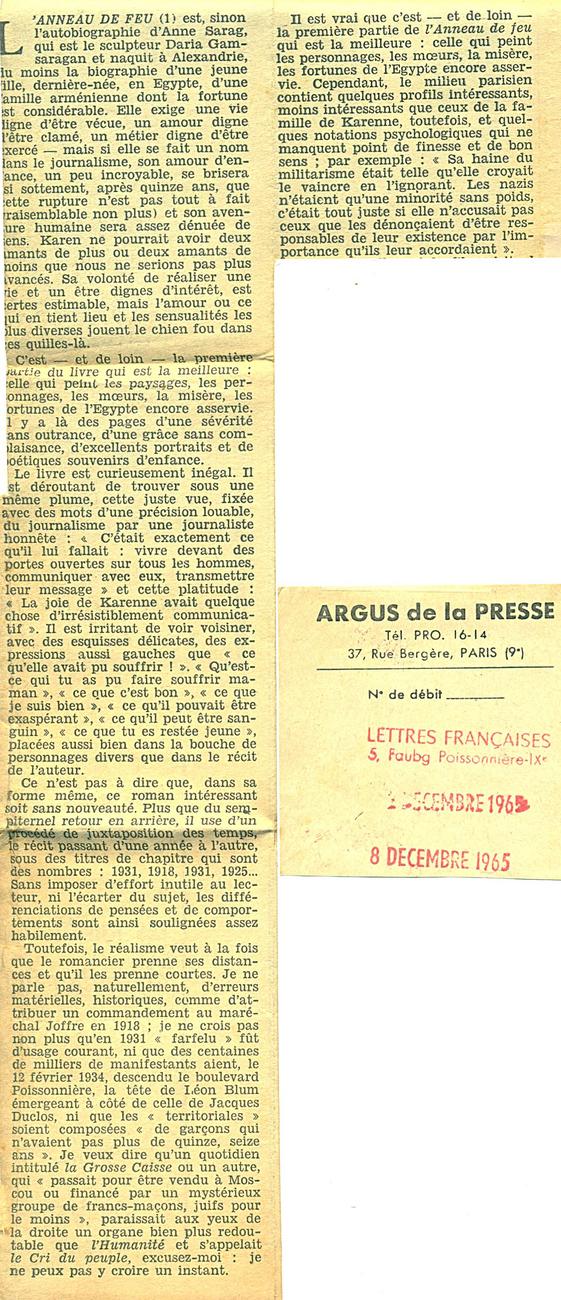 L'ANNEAU DE FEU (1) est, sinon
l'autobiographie d'Anne Sarag,
qui est le sculpteur Daria Gam-
saragan et naquit à Alexandrie,
du moins la biographie d'une jeune
fille, dernière-née, en Egypte, d'une
famille arménienne dont la fortune
est considérable. Elle exige une vie
digne d'être vécue, un amour digne
d'être clamé, un métier digne d'être
exercé — mais si elle se fait un nom
dans le journalisme, son amour d'en-
fance, un peu incroyable, se brisera
si sottement, après quinze ans, que
cette rupture n'est pas tout à fait
vraisemblable non plus) et son aven-
ture humaine sera assez dénuée de
sens. Karen ne pourrait avoir deux
amants de plus ou deux amants de
moins que nous ne serions pas plus
avancés. Sa volonté de réaliser une
vie et un être dignes d'intérêt, est
certes estimable, mais l'amour ou ce
qui en tient lieu et les sensualités les
plus diverses jouent le chien fou dans
ces quilles-là.
C'est — et de loin — la première
partie du livre qui est la meilleure :
celle qui peint les paysages, les per-
sonnages, les mœurs, la misère, les
fortunes de l'Egypte encore asservie.
Il y a là des pages d'une sévérité
sans outrance, d'une grâce sans com-
plaisance, d'excellents portraits et de
poétiques souvenirs d'enfance.
Le livre est curieusement inégal. Il
est déroutant de trouver sous une
même plume, cette juste vue, fixée
avec des mots d'une précision louable,
du journalisme par une journaliste
honnête : « C'était exactement ce
qu'il lui fallait : vivre devant des
portes ouvertes sur tous les hommes,
communiquer avec eux, transmettre
leur message » et cette platitude :
« La joie de Karenne avait quelque
chose d'irrésistiblement communica-
tif ». Il est irritant de voir voisiner,
avec des esquisses délicates, des ex-
pressions aussi gauches que « ce
qu'elle avait pu souffrir ! ». « Qu'est-
ce qui tu as pu faire souffrir ma-
man », « ce que c'est bon », « ce que
je suis bien », « ce qu'il pouvait être
exaspérant », « ce qu'il peut être san-
guin », « ce que tu es restée jeune »,
placées aussi bien dans la bouche de
personnages divers que dans le récit
de l'auteur.
Ce n'est pas à dire que, dans sa
forme même, ce roman intéressant
soit sans nouveauté. Plus que du sem-
piternel retour en arrière, il use d'un
procédé de juxtaposition des temps,
le récit passant d'une année à l'autre,
sous des titres de chapitre qui sont
des nombres : 1931, 1918, 1931, 1925...
Sans imposer d'effort inutile au lec-
teur, ni l'écarter du sujet, les diffé-
renciations de pensées et de compor-
tements sont ainsi soulignées assez
habilement.
Toutefois, le réalisme veut à la fois
que le romancier prenne ses distan-
ces et qu'il les prenne courtes. Je ne
parle pas, naturellement, d'erreurs
matérielles, historiques, comme d'at-
tribuer un commandement au maré-
chal Joffre en 1918 ; je ne crois pas
non plus qu'en 1931 « farfelu » fût
d'usage courant, ni que des centaines
de milliers de manifestants aient, le
12 février 1934, descendu le boulevard
Poissonnière, la tête de Léon Blum
émergeant à côté de celle de Jacques
Duclos, ni que les « territoriales »
soient composées « de garçons qui
n'avaient pas plus de quinze, seize
ans ». Je veux dire qu'un quotidien
intitulé la Grosse Caisse ou un autre,
qui « passait pour être vendu à Mos-
cou ou financé par un mystérieux
groupe de francs-maçons, juifs pour
le moins », paraissait aux yeux de
la droite un organe bien plus redou-
table que l'Humanité et s'appelait
le Cri du peuple, excusez-moi : je
ne peux pas y croire un instant.
Il est vrai que c'est — et de loin —
la première partie de l'Anneau de feu
qui est la meilleure : celle qui peint
les personnages, les mœurs, la misère,
les fortunes de l'Egypte encore asser-
vie. Cependant, le milieu parisien
contient quelques profils intéressants,
moins intéressants que ceux de la fa-
mille de Karenne, toutefois, et quel-
ques notations psychologiques qui ne
manquent point de finesse et de bon
sens ; par exemple : « Sa haine du
militarisme était telle qu'elle croyait
le vaincre en l'ignorant. Les nazis
n'étaient qu'une minorité sans poids,
c'était tout juste si elle n'accusait pas
ceux que les dénonçaient d'être res-
ponsables de leur existence par l'im-
portance qu'ils leur accordaient ».
ARGUS de la PRESSE
Tél. PRO. 16-14
37, Rue Bergère, PARIS (9e)
N° de débit
LETTRES FRANÇAISES
5, Faubg Poissonnière-IXe
DECEMBRE 1965
8 DECEMBRE 1965